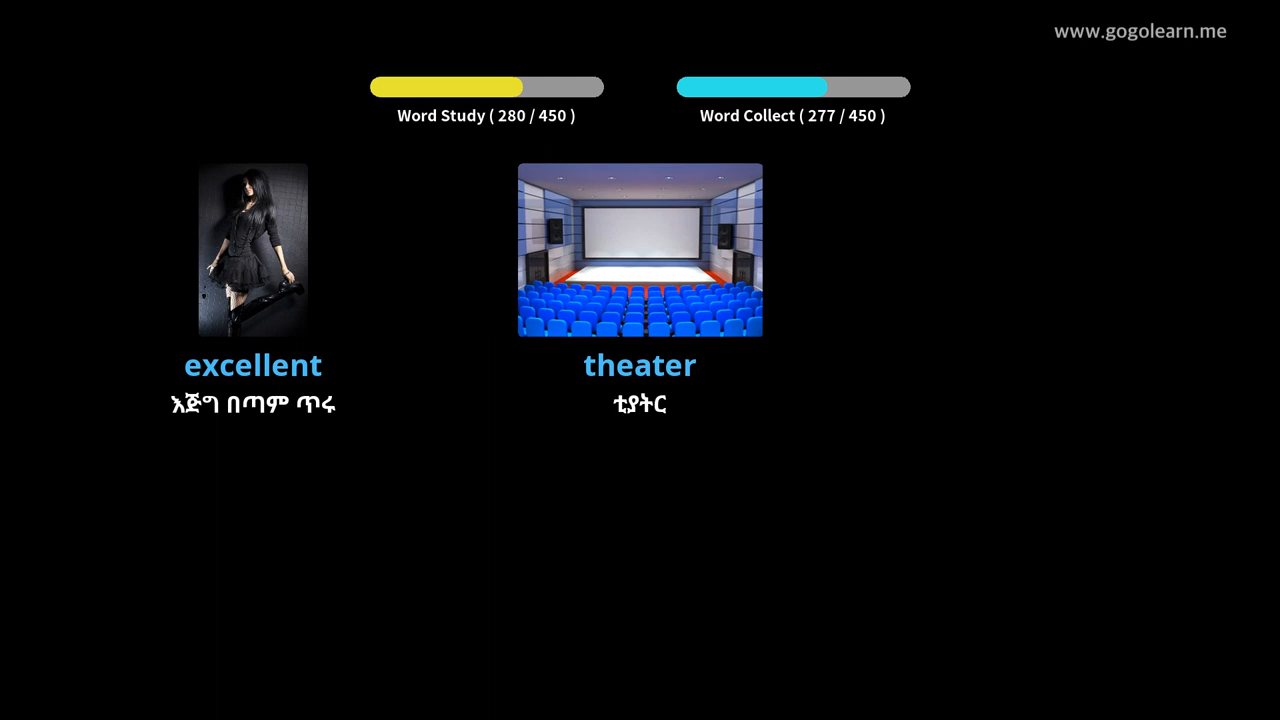 www.gogolearn.me
Word Study ( 280 / 450 )
Word Collect ( 277 / 450 )
excellent
እጅግ በጣም ጥሩ
theater
ቲያትር